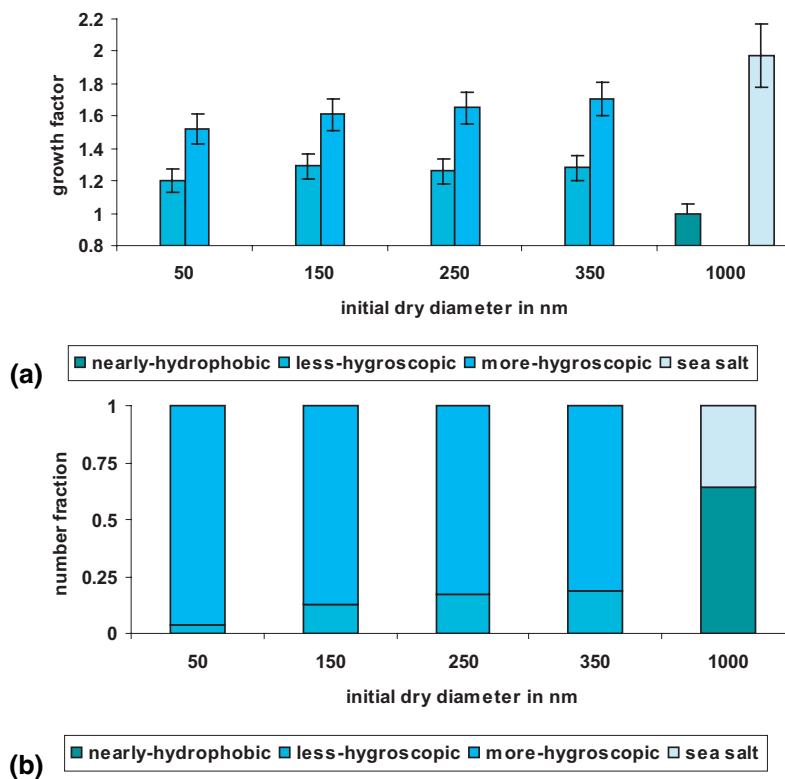 2.2
2
1.8
1.6
1.4
1.2
1
0.8
growth factor
50 150 250 350 1000
initial dry diameter in nm
(a) nearly-hydrophobic less-hygroscopic more-hygroscopic sea salt
1
0.75
0.5
0.25
0
number fraction
50 150 250 350 1000
initial dry diameter in nm
(b) nearly-hydrophobic less-hygroscopic more-hygroscopic sea salt